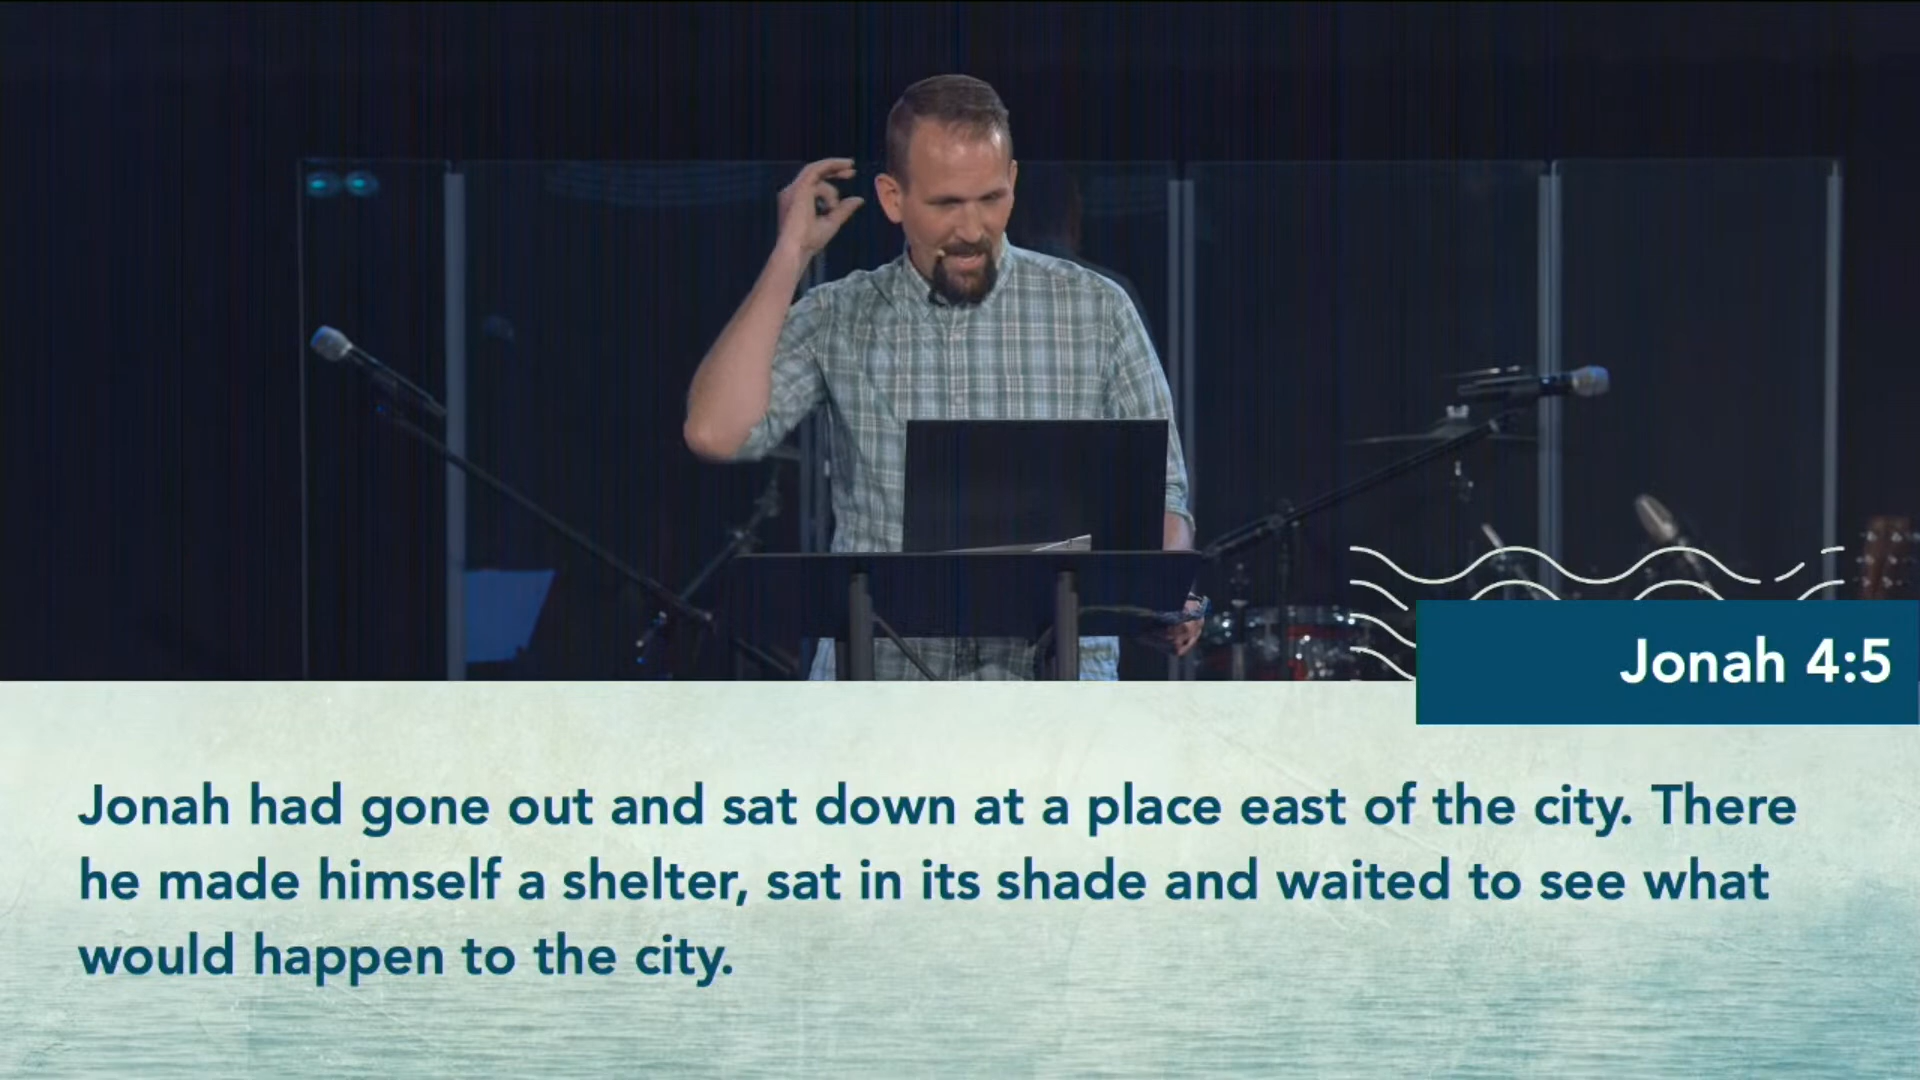 Jonah 4:5
Jonah had gone out and sat down at a place east of the city. There
he made himself a shelter, sat in its shade and waited to see what
would happen to the city.